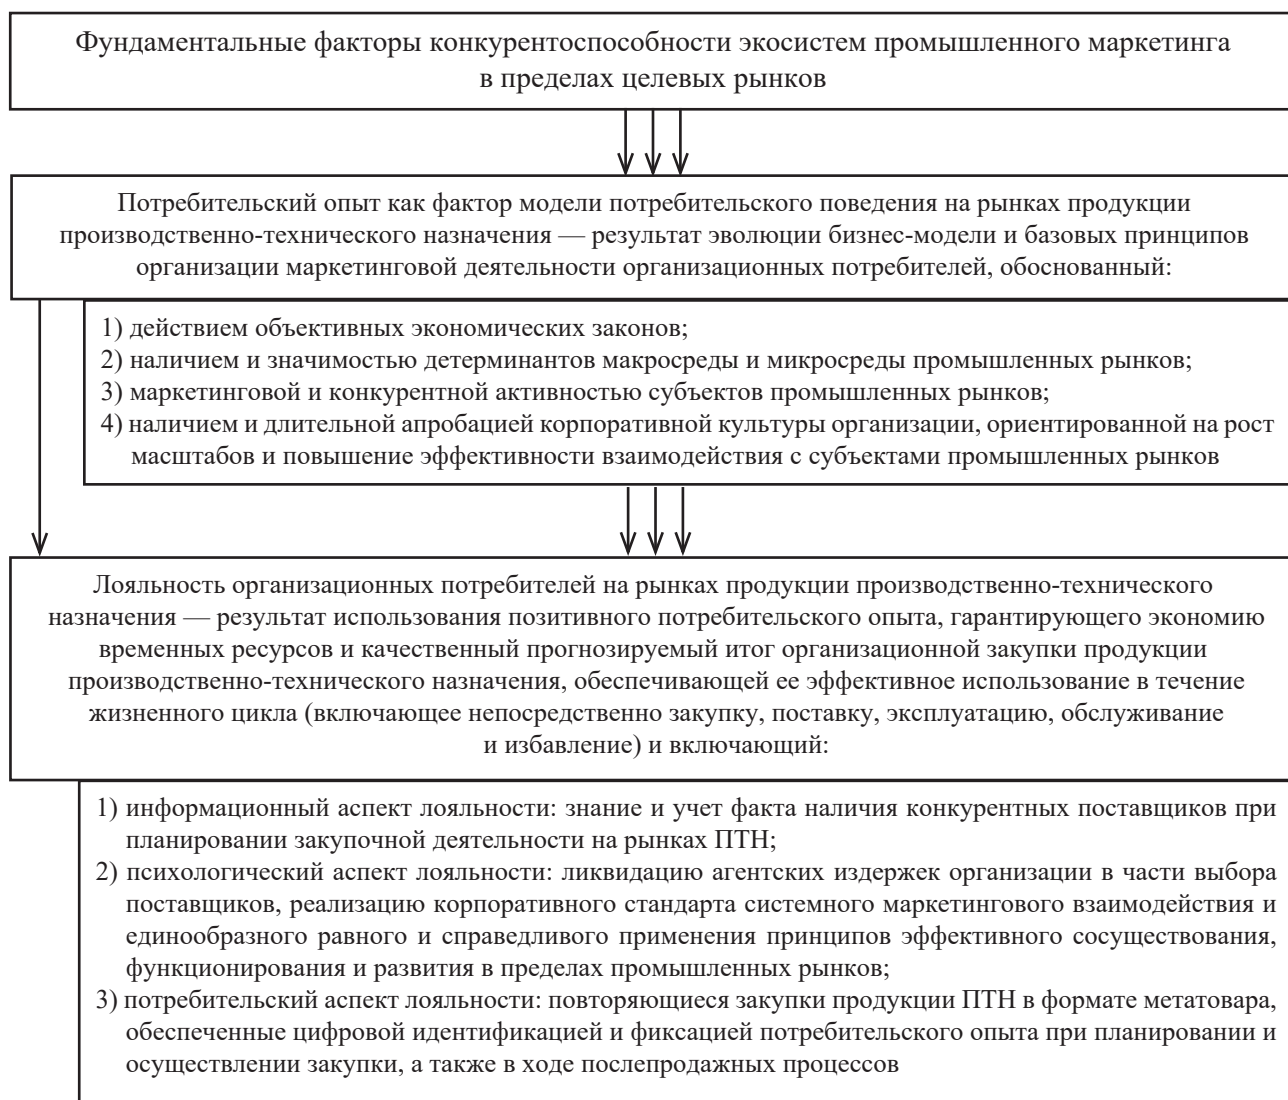 Фундаментальные факторы конкурентоспособности экосистем промышленного маркетинга
в пределах целевых рынков
Потребительский опыт как фактор модели потребительского поведения на рынках продукции
производственно-технического назначения — результат эволюции бизнес-модели и базовых принципов
организации маркетинговой деятельности организационных потребителей, обоснованный:
1) действием объективных экономических законов;
2) наличием и значимостью детерминантов макросреды и микросреды промышленных рынков;
3) маркетинговой и конкурентной активностью субъектов промышленных рынков;
4) наличием и длительной апробацией корпоративной культуры организации, ориентированной на рост
масштабов и повышение эффективности взаимодействия с субъектами промышленных рынков
Лояльность организационных потребителей на рынках продукции производственно-технического
назначения — результат использования позитивного потребительского опыта, гарантирующего экономию
временных ресурсов и качественный прогнозируемый итог организационной закупки продукции
производственно-технического назначения, обеспечивающей ее эффективное использование в течение
жизненного цикла (включающее непосредственно закупку, поставку, эксплуатацию, обслуживание
и избавление) и включающий:
1) информационный аспект лояльности: знание и учет факта наличия конкурентных поставщиков при
планировании закупочной деятельности на рынках ПТН;
2) психологический аспект лояльности: ликвидацию агентских издержек организации в части выбора
поставщиков, реализацию корпоративного стандарта системного маркетингового взаимодействия и
единообразного равного и справедливого применения принципов эффективного сосуществования,
функционирования и развития в пределах промышленных рынков;
3) потребительский аспект лояльности: повторяющиеся закупки продукции ПТН в формате метатовара,
обеспеченные цифровой идентификацией и фиксацией потребительского опыта при планировании и
осуществлении закупки, а также в ходе послепродажных процессов